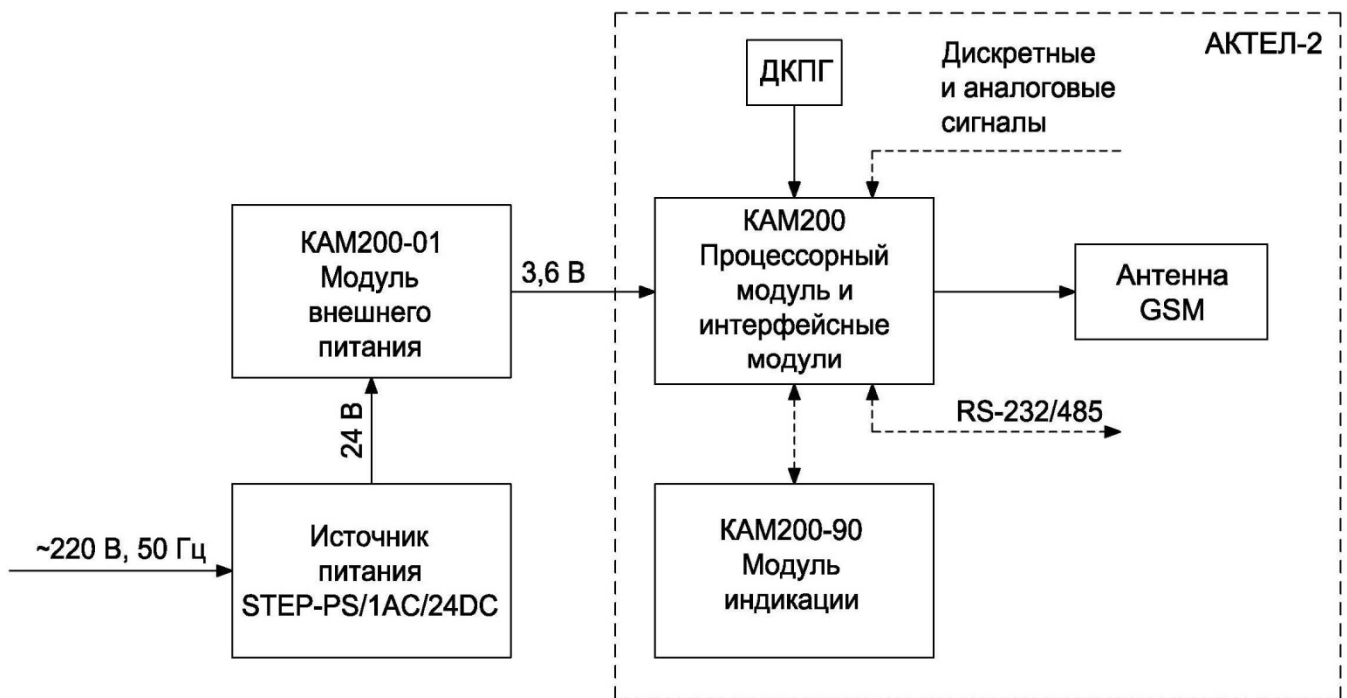 АКТЕЛ-2
ДКПГ
Дискретные
и аналоговые
сигналы
КАМ200-01
Модуль
внешнего
питания
3,6 В
КАМ200
Процессорный
модуль и
интерфейсные
модули
Антенна
GSM
24 В
RS-232/485
~220 В, 50 Гц
Источник
питания
STEP-PS/1AC/24DC
КАМ200-90
Модуль
индикации